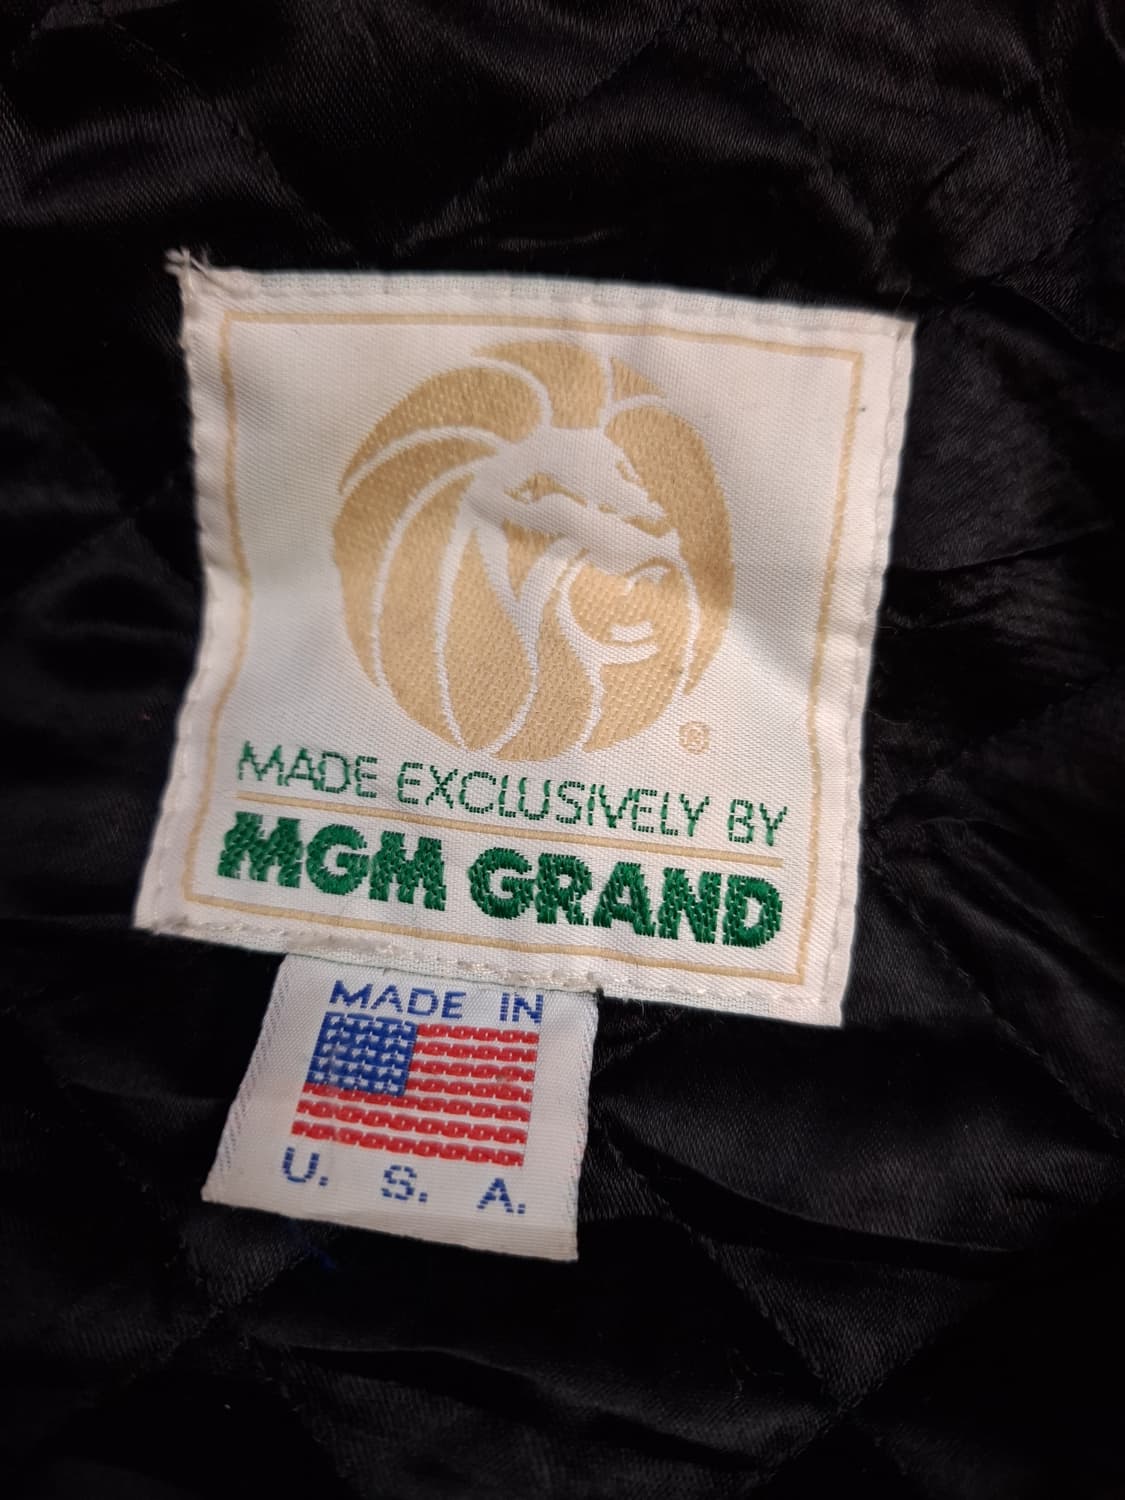 ®
MADE EXCLUSIVELY BY
MGM GRAND
MADE IN
U. S. A.